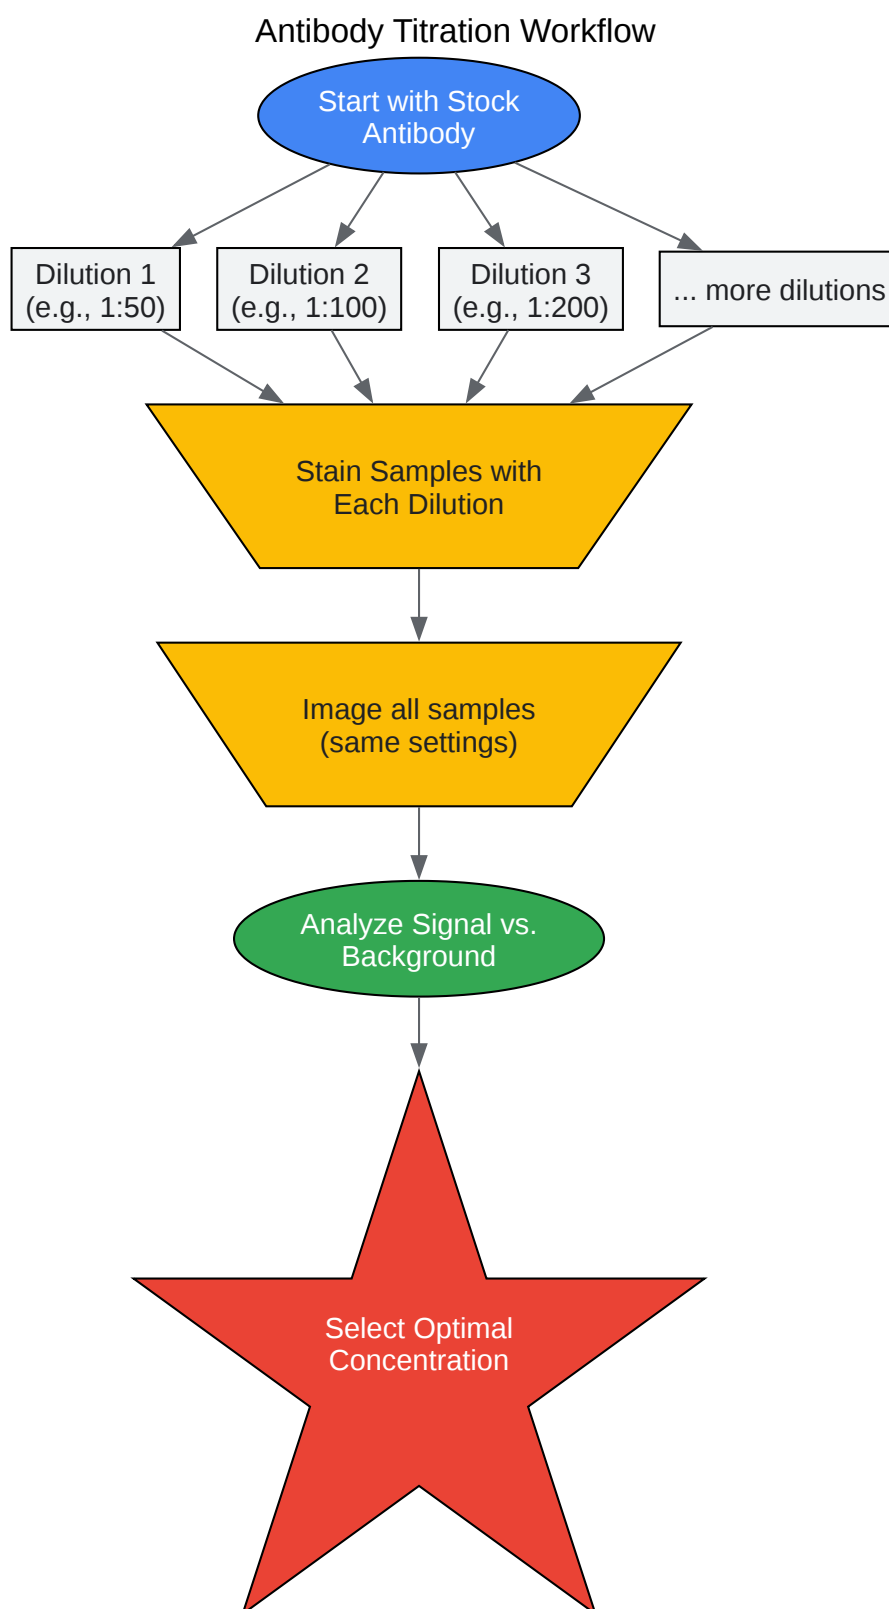 Antibody Titration Workflow
Start with Stock
Antibody
Dilution 1
(e.g., 1:50)
Dilution 2
(e.g., 1:100)
Dilution 3
(e.g., 1:200)
... more dilutions
Stain Samples with
Each Dilution
Image all samples
(same settings)
Analyze Signal vs.
Background
Select Optimal
Concentration